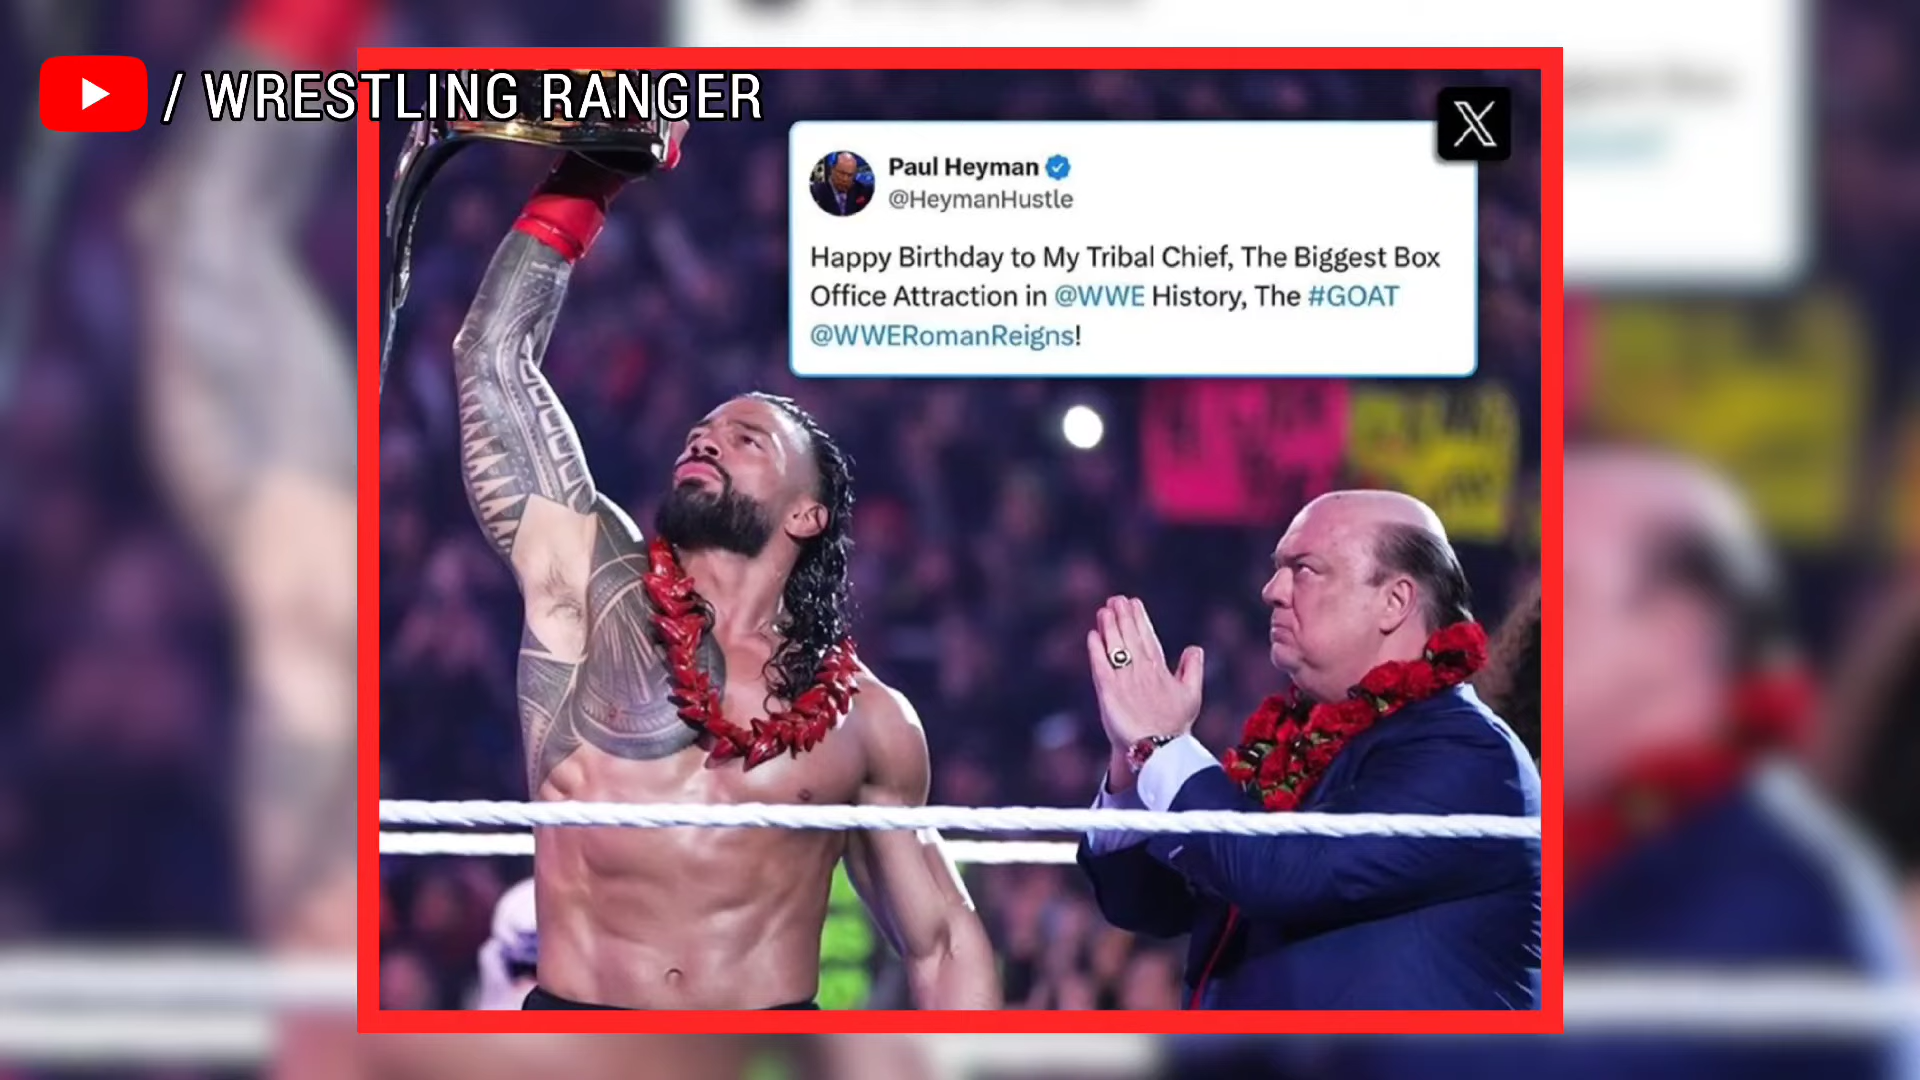 / WRESTLING RANGER
Paul Heyman
@HeymanHustle
Happy Birthday to My Tribal Chief, The Biggest Box
Office Attraction in @WWE History, The #GOAT
@WWERomanReigns!